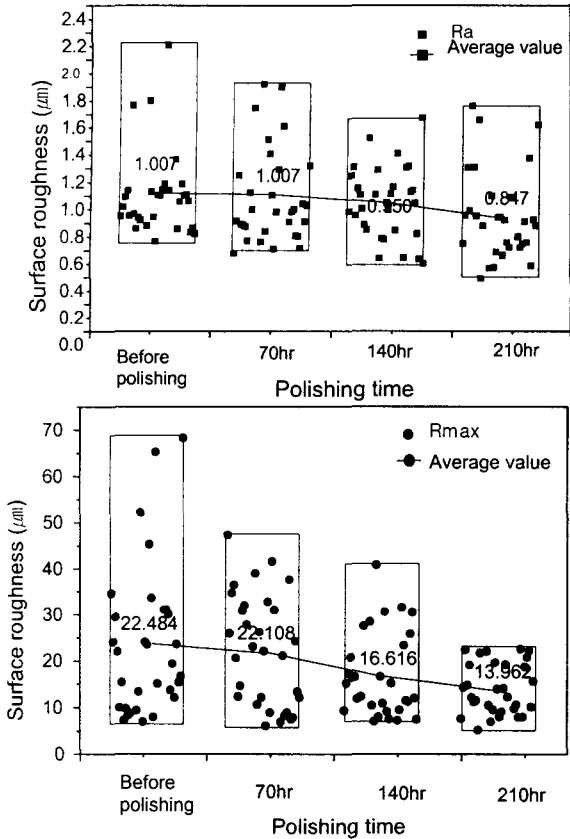 Surface roughness (㎛)
2.4
2.2
2.0
1.8
1.6
1.4
1.2
1.0
0.8
0.6
0.4
0.2
0.0
Ra
Average value
1.007
1.007
0.950
0.847
Before polishing
70hr
140hr
210hr
Polishing time
Surface roughness (㎛)
70
60
50
40
30
20
10
0
Rmax
Average value
22.484
22.108
16.616
13.962
Before polishing
70hr
140hr
210hr
Polishing time